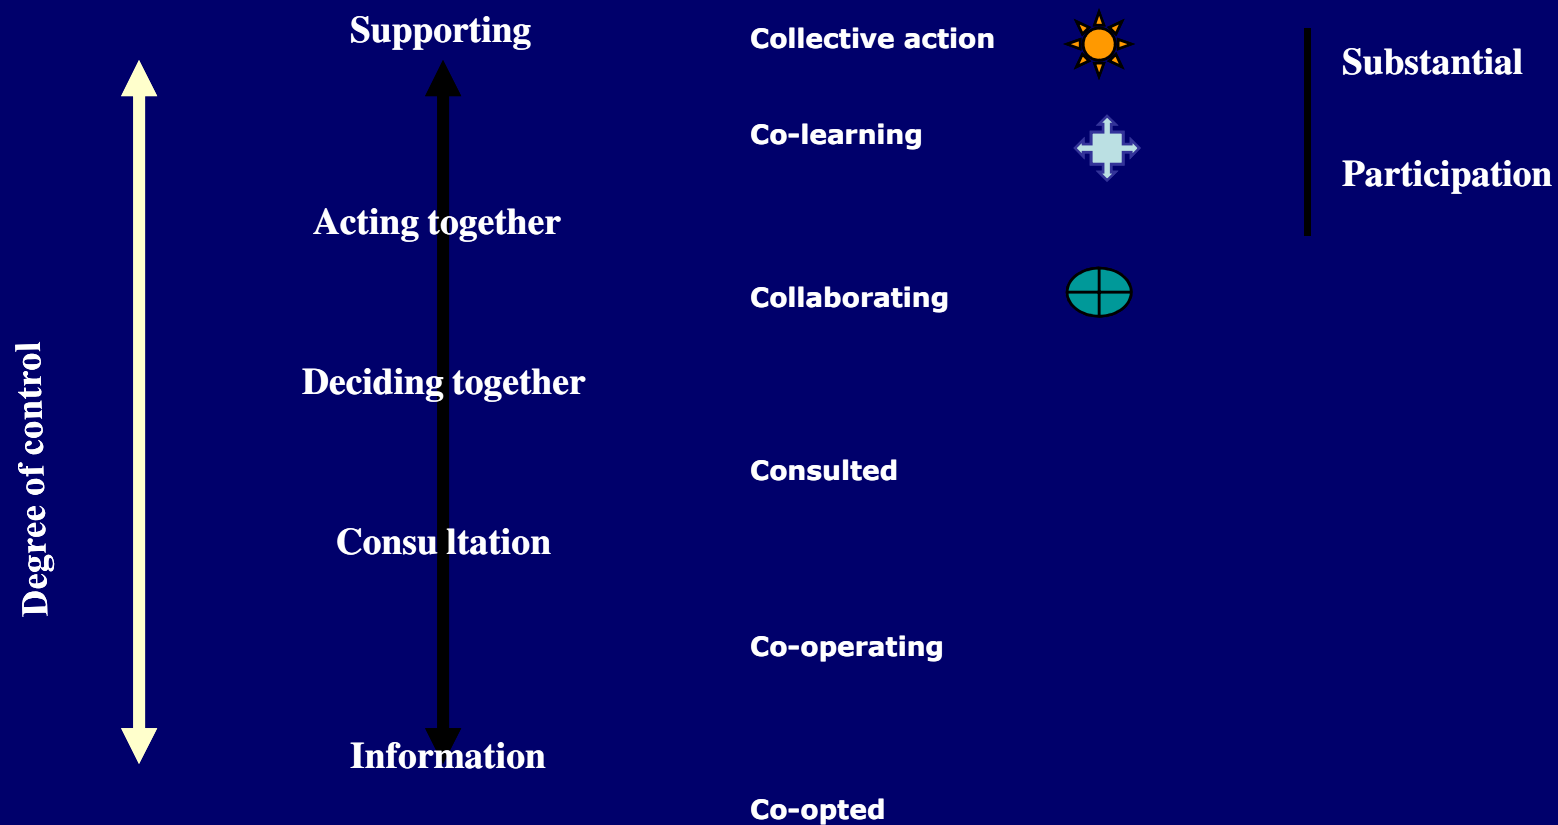 Supporting
Collective action
Substantial
Co-learning
Participation
Acting together
Collaborating
Degree of control
Deciding together
Consulted
Consu ltation
Co-operating
Information
Co-opted